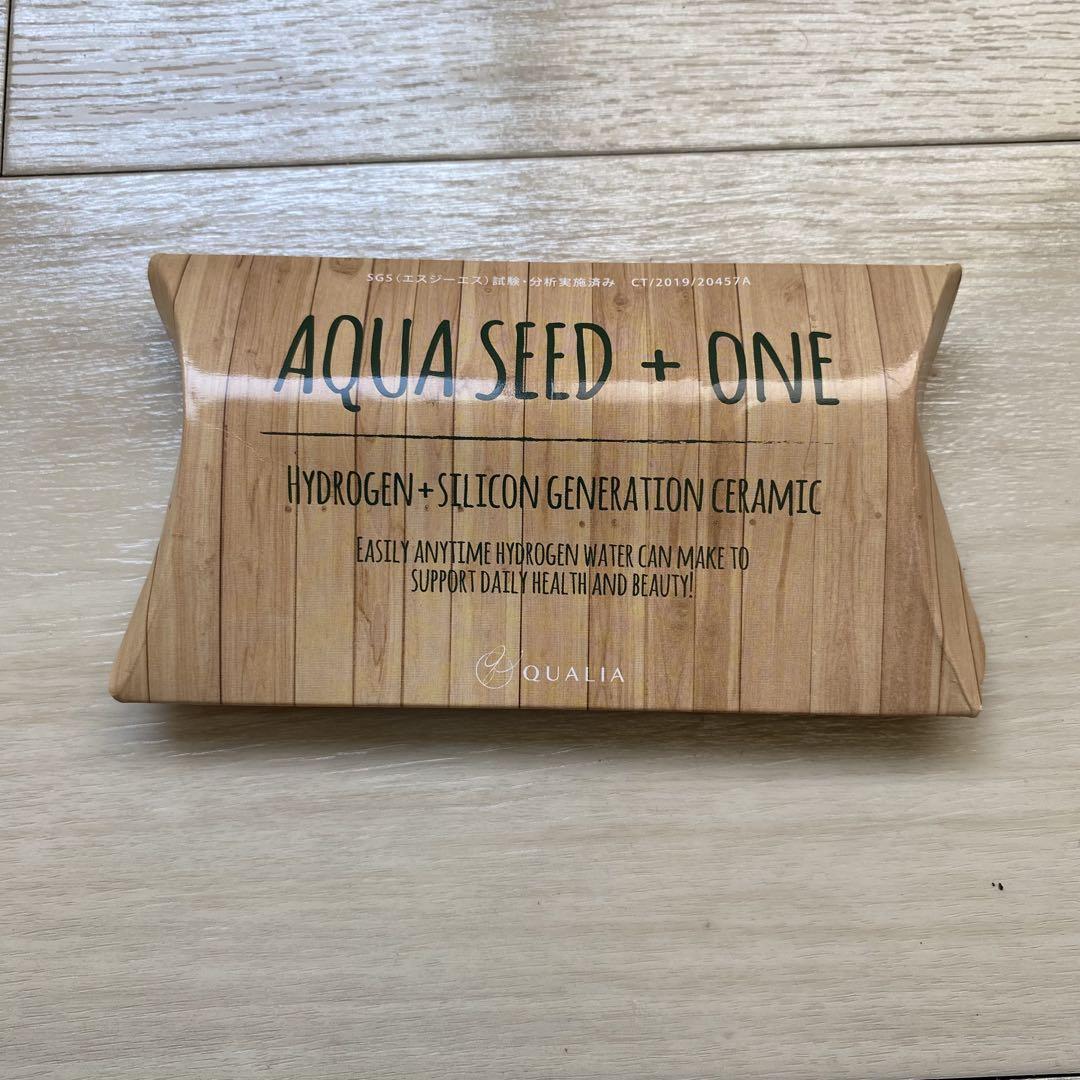 SGS(エスジーエス)試験・分析実施済み CT/2019/20457A
AQUA SEED + ONE
HYDROGEN+SILICON GENERATION CERAMIC
EASILY ANYTIME HYDROGEN WATER CAN MAKE TO
SUPPORT DAILY HEALTH AND BEAUTY!
QUALIA